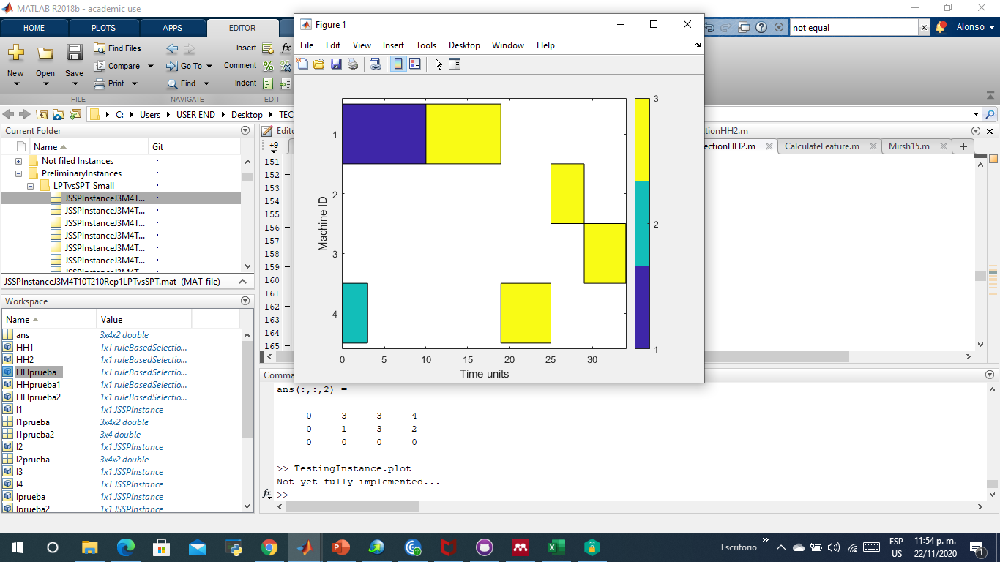 MATLAB R2018b - academic use
HOME
PLOTS
APPS
EDITOR
not equal
Alonso
New
Open
Save
Find Files
Compare
Print
Go To
Find
Insert
Comment
Indent
fx
FILE
NAVIGATE
EDIT
C:
Users
USER END
Desktop
TEC
Current Folder
Name
Git
Not filed Instances
PreliminaryInstances
LPTvsSPT_Small
JSSPInstanceJ3M4T...
JSSPInstanceJ3M4T...
JSSPInstanceJ3M4T...
JSSPInstanceJ3M4T...
JSSPInstanceJ3M4T...
JSSPInstanceJ3M4T...
JSSPInstanceJ3M4T10T210Rep1LPTvsSPT.mat (MAT-file)
Workspace
Name
Value
ans 3x4x2 double
HH1 1x1 ruleBasedSelectio...
HH2 1x1 ruleBasedSelectio...
HHprueba 1x1 ruleBasedSelectio...
HHprueba1 1x1 ruleBasedSelectio...
HHprueba2 1x1 ruleBasedSelectio...
I1 1x1 JSSPInstance
I1prueba 3x4x2 double
I1prueba2 3x4 double
I2 1x1 JSSPInstance
I2prueba 3x4x2 double
I3 1x1 JSSPInstance
I4 1x1 JSSPInstance
Iprueba 1x1 JSSPInstance
Iprueba2 1x1 JSSPInstance
Edito
ctionHH2.m
+9
ectionHH2.m
CalculateFeature.m
Mirsh15.m
+
151
152 –
153 –
154 –
155 –
156 –
157 –
158 –
159 –
160 –
161 –
162 –
163 –
164 –
165 –
Figure 1
File Edit View Insert Tools Desktop Window Help
Machine ID
1
2
3
4
0 5 10 15 20 25 30
Time units
3
2
1
Comma
ans(:,:,2) =
0 3 3 4
0 1 3 2
0 0 0 0
>> TestingInstance.plot
Not yet fully implemented...
fx >>
Escritorio
ESP
US
11:54 p. m.
22/11/2020
1